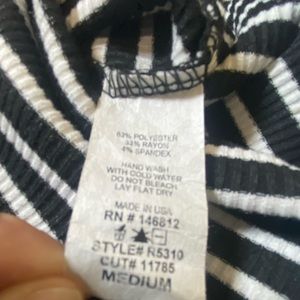 63% POLYESTER
33% RAYON
4% SPANDEX
HAND WASH
WITH COLD WATER
DO NOT BLEACH
LAY FLAT DRY
MADE IN USA
RN # 146812
STYLE# R5310
CUT# 11785
MEDIUM